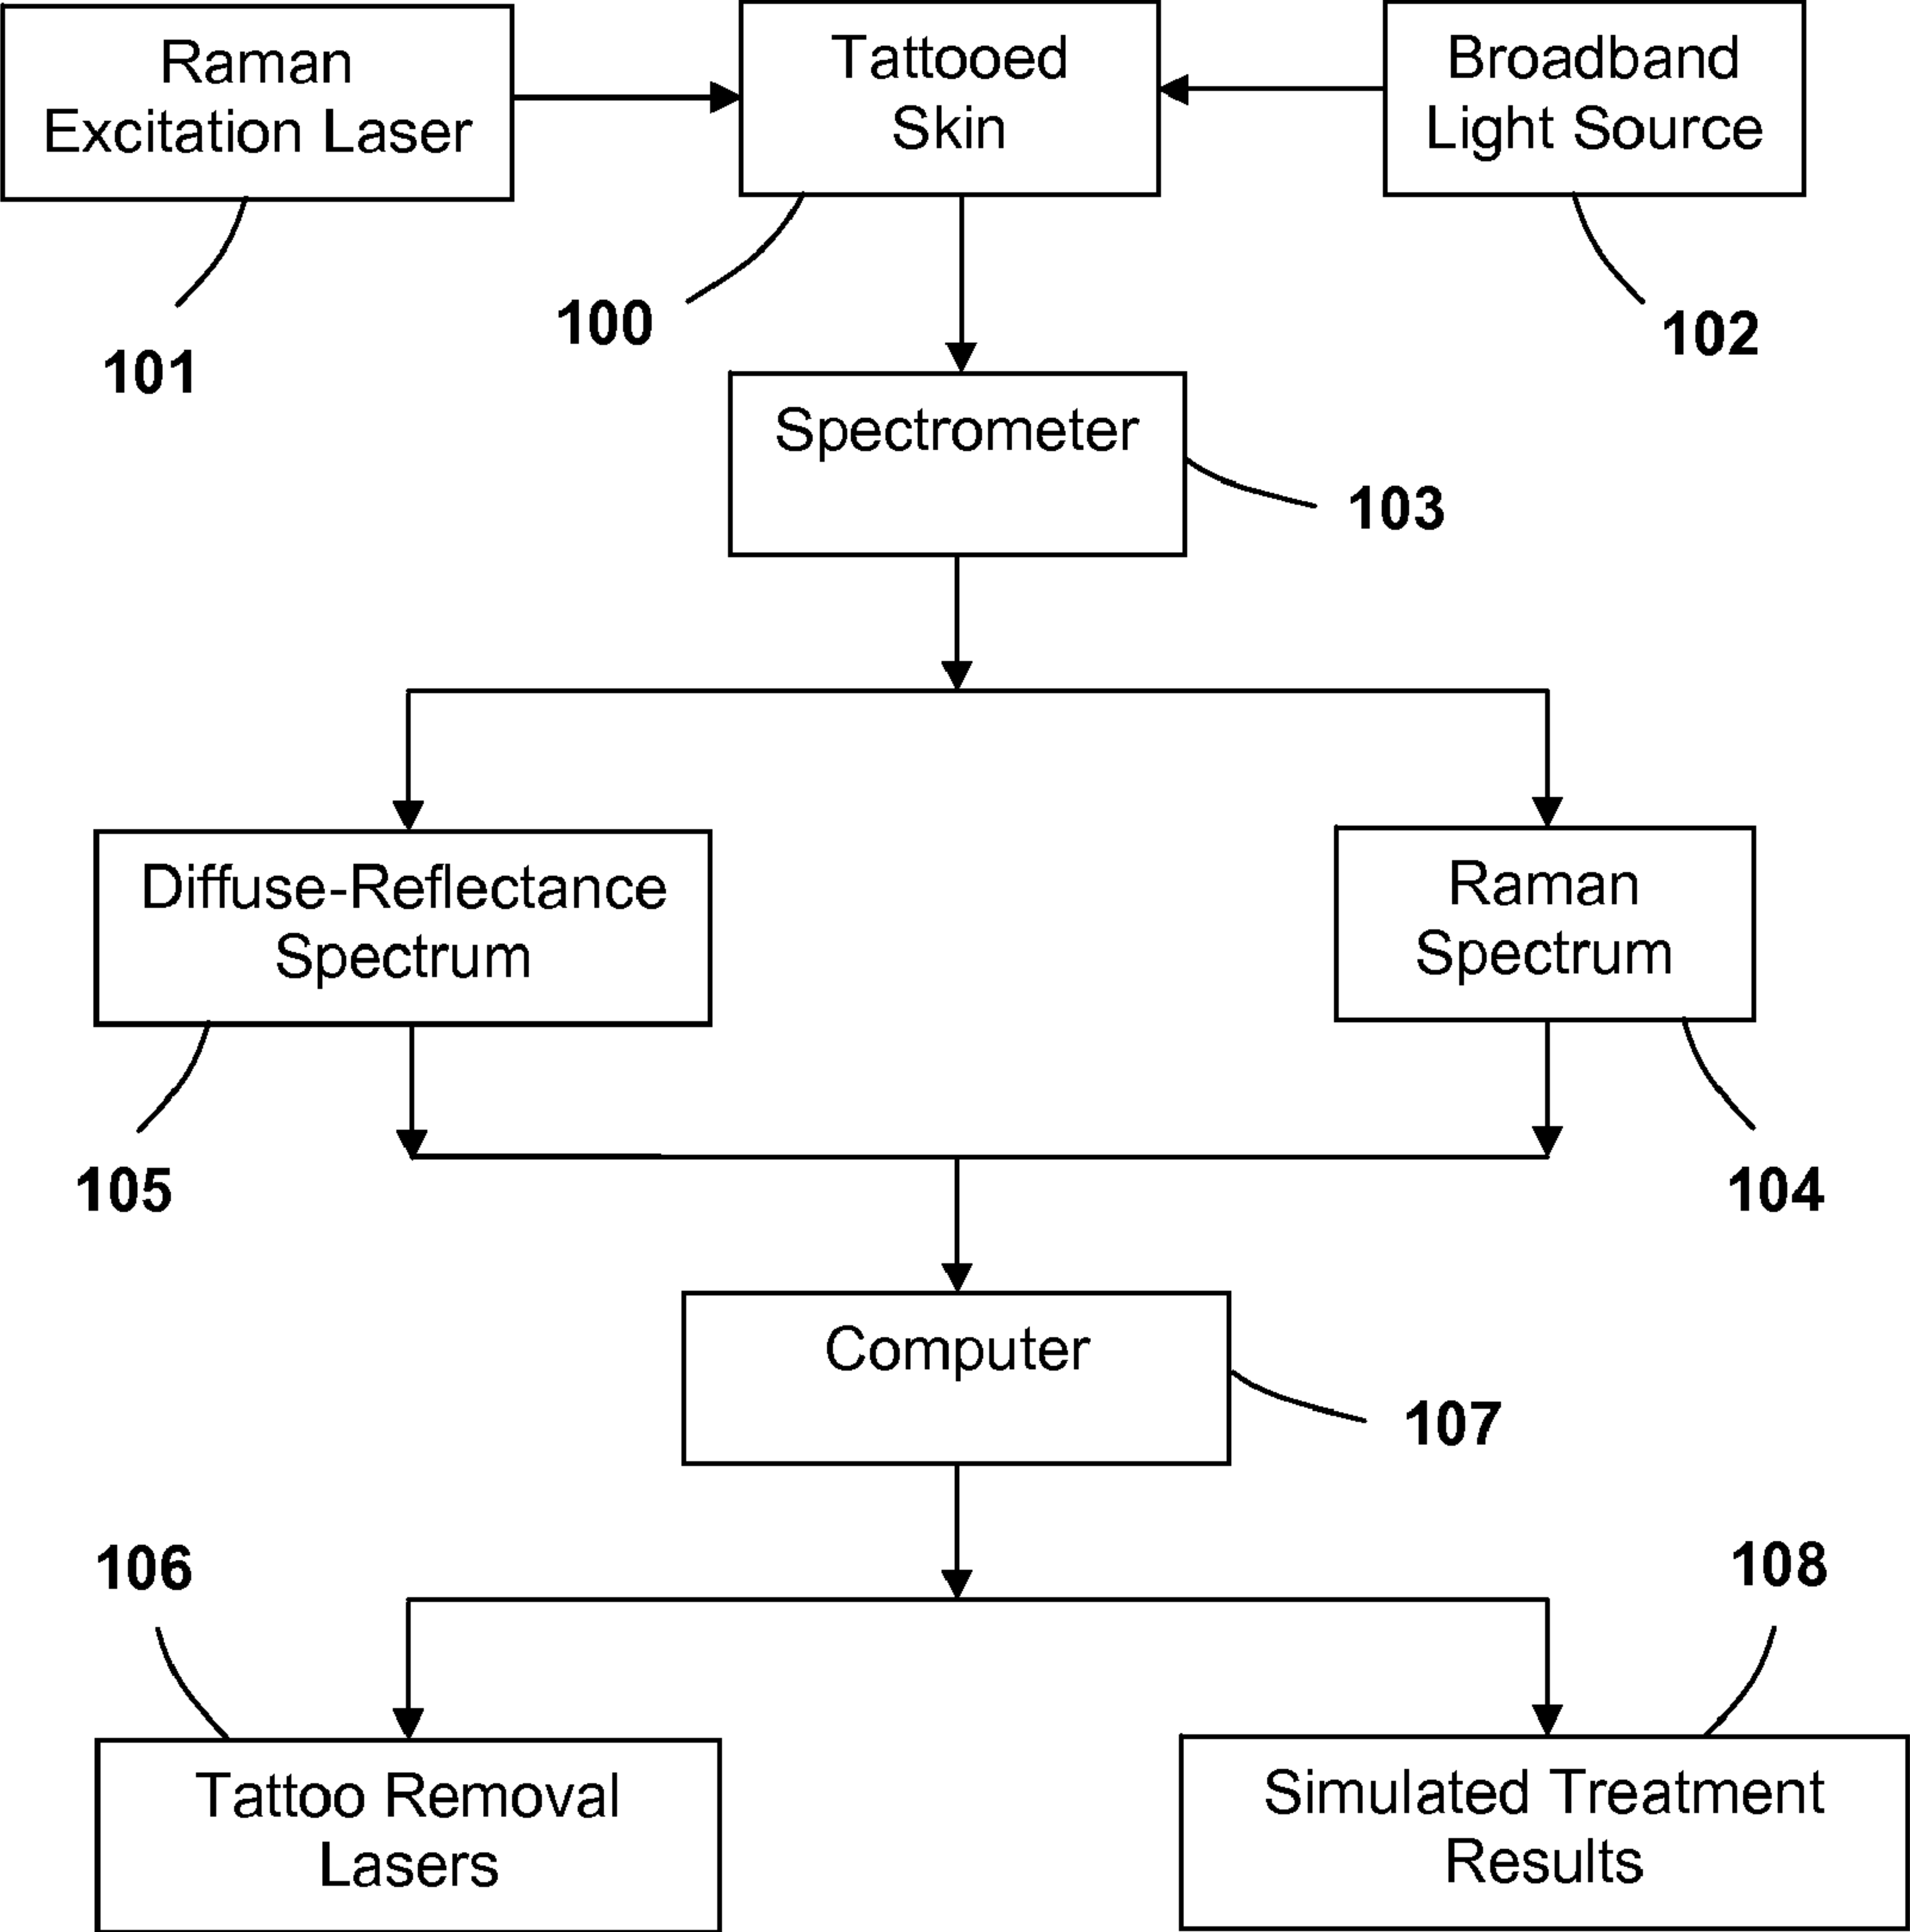 Raman
Excitation Laser
Tattooed
Skin
Broadband
Light Source
101
100
102
Spectrometer
103
Diffuse-Reflectance
Spectrum
Raman
Spectrum
105
104
Computer
107
106
108
Tattoo Removal
Lasers
Simulated Treatment
Results